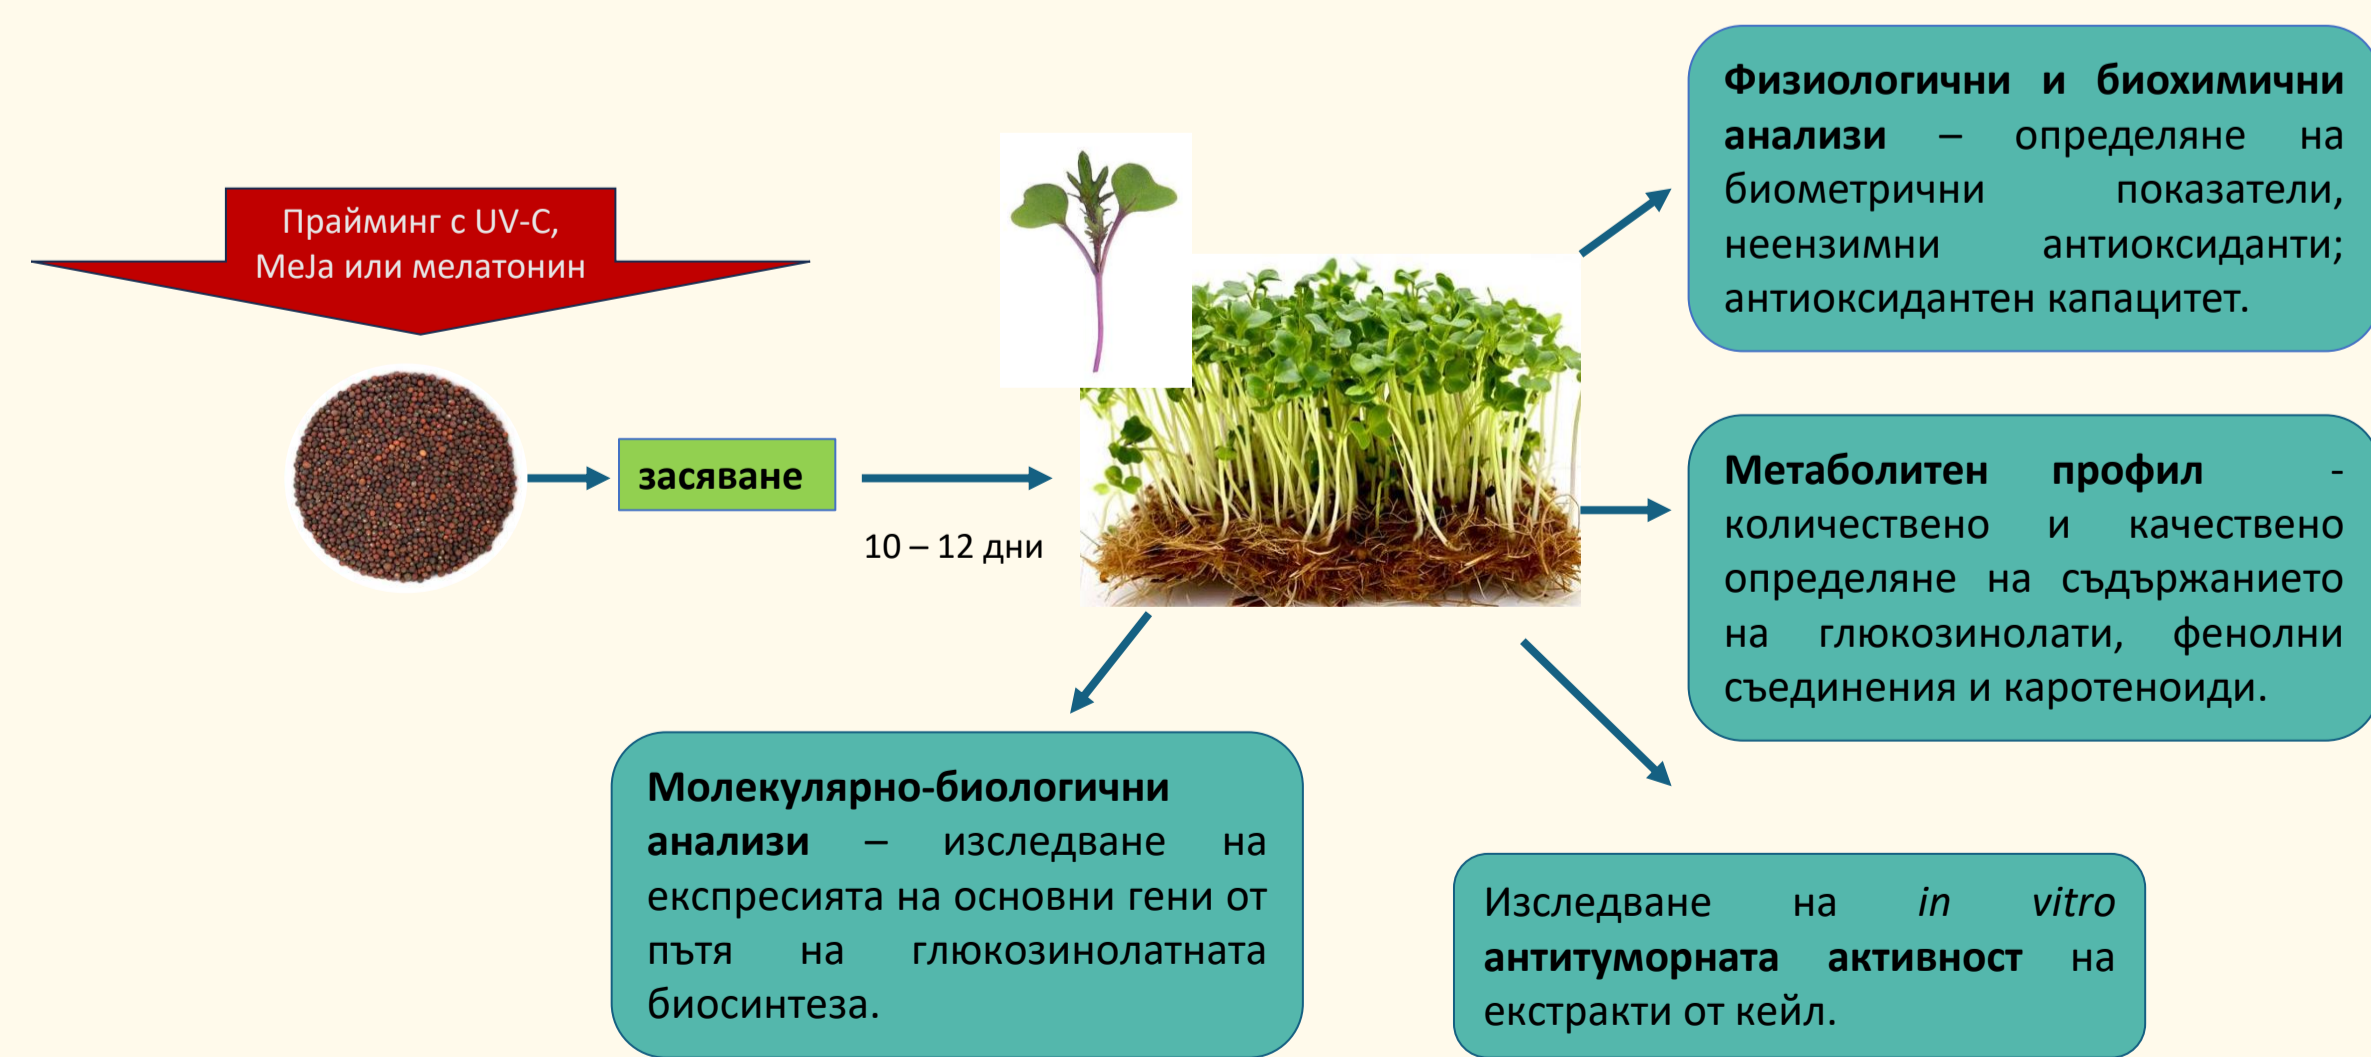 Прайминг с UV-C,
МеЈа или мелатонин
засяване
10 – 12 дни
Физиологични и биохимични
анализи – определяне на
биометрични показатели,
неензимни антиоксиданти;
антиоксидантен капацитет.
Метаболитен профил -
количествено и качествено
определяне на съдържанието
на глюкозинолати, фенолни
съединения и каротеноиди.
Молекулярно-биологични
анализи – изследване на
експресията на основни гени от
пътя на глюкозинолатната
биосинтеза.
Изследване на in vitro
антитуморната активност на
екстракти от кейл.